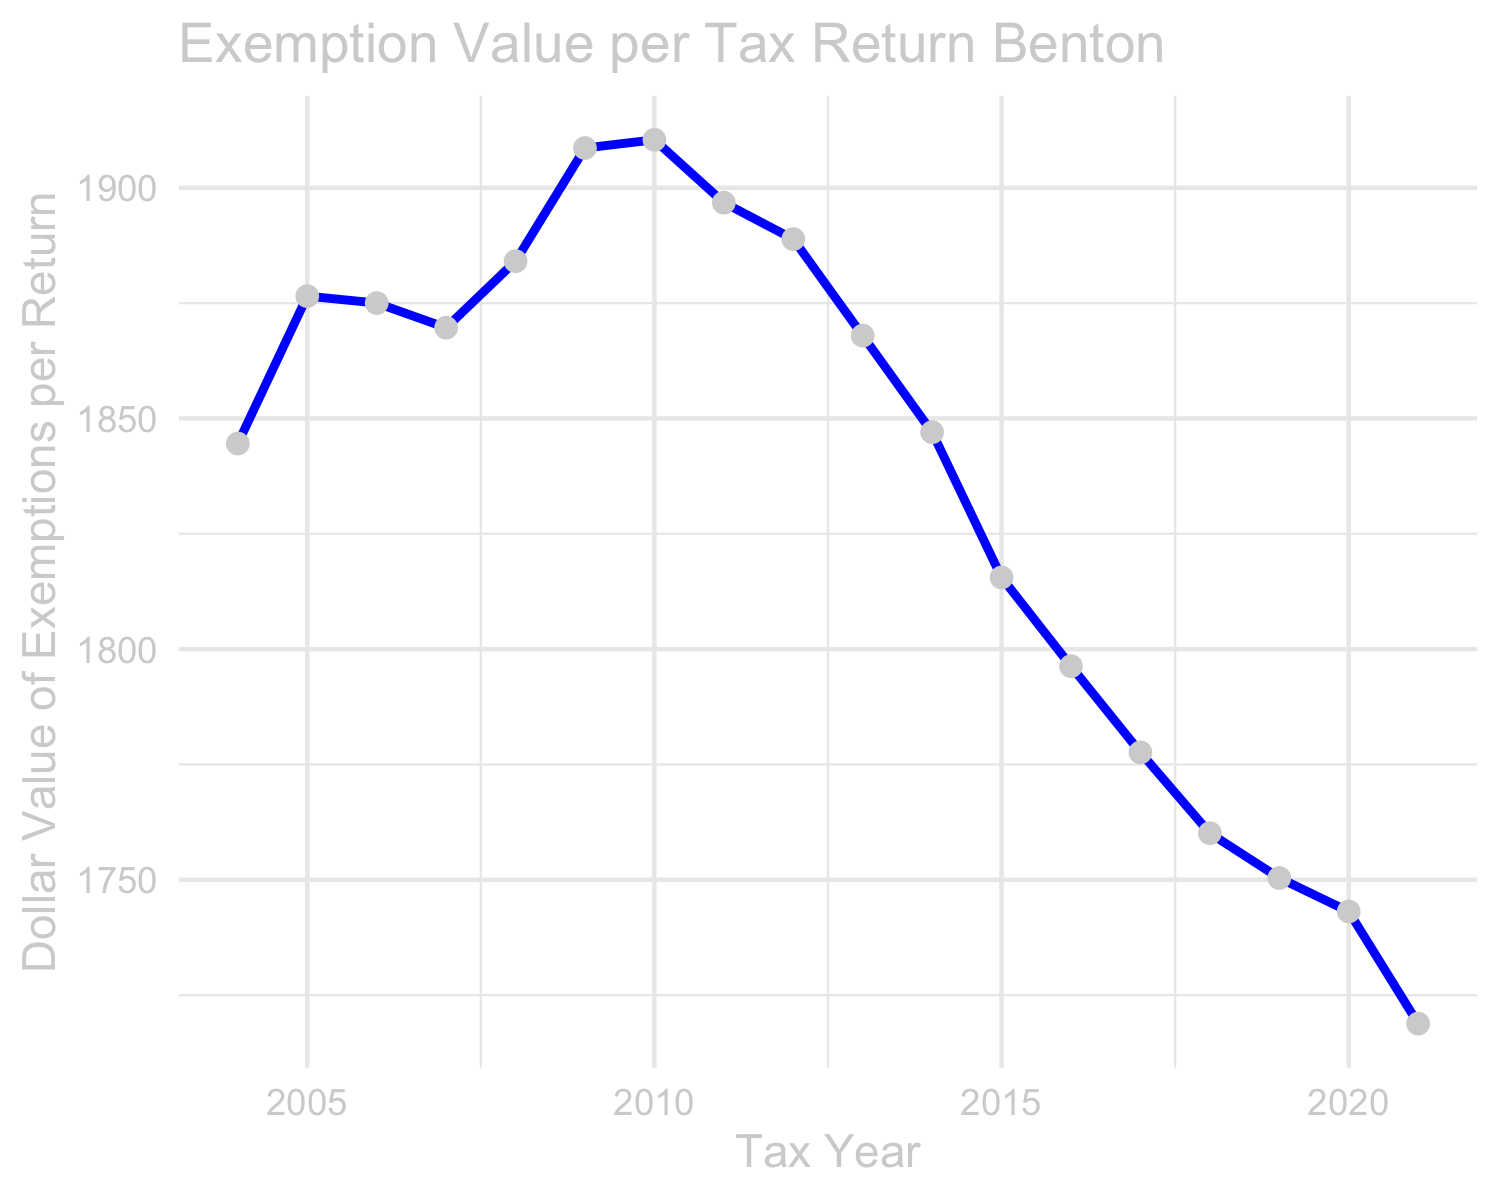 Exemption Value per Tax Return Benton
Dollar Value of Exemptions per Return
1900
1850
1800
1750
2005
2010
2015
2020
Tax Year